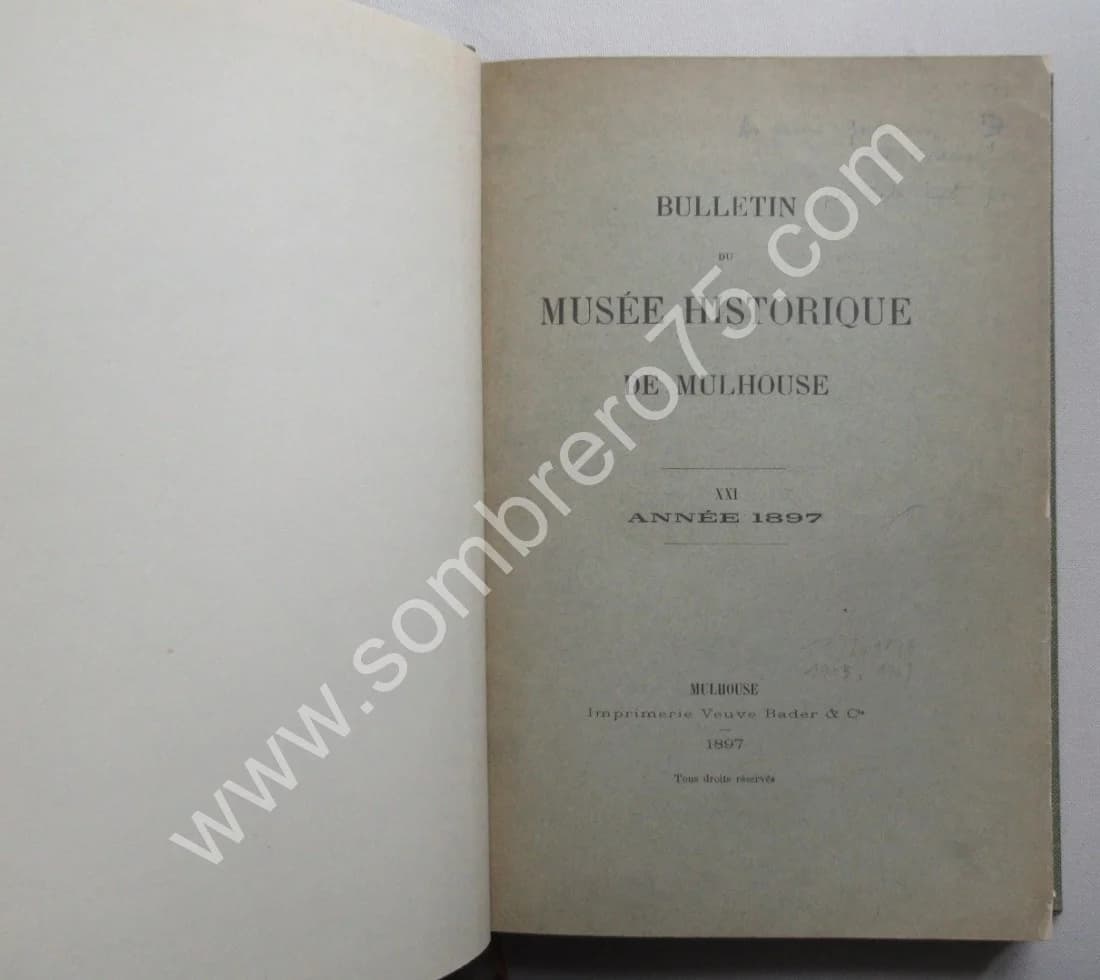 BULLETIN
DU
MUSÉE HISTORIQUE
DE MULHOUSE
XXI
ANNÉE 1897
MULHOUSE
Imprimerie Veuve Bader & Cie
1897
Tous droits réservés
www.sombrero75.com